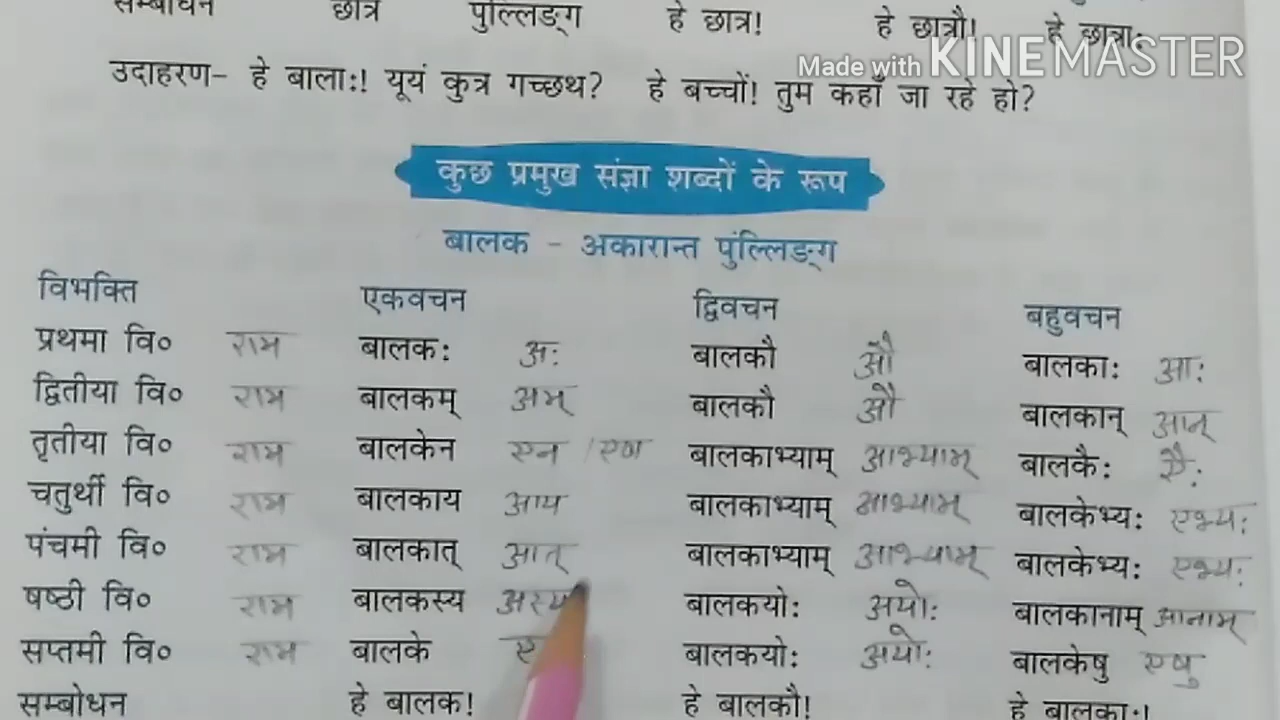 सम्बोधन छात्र पुल्लिङ्ग हे छात्र! हे छात्रौ! हे छात्राः
Made with KINEMASTER
उदाहरण– हे बालाः! यूयं कुत्र गच्छथ? हे बच्चों! तुम कहाँ जा रहे हो?
कुछ प्रमुख संज्ञा शब्दों के रूप
बालक – अकारान्त पुंल्लिङ्ग
विभक्ति एकवचन द्विवचन बहुवचन
प्रथमा वि० राम बालकः अः बालकौ औ बालकाः आः
द्वितीया वि० राम बालकम् अम् बालकौ औ बालकान् आन्
तृतीया वि० राम बालकेन एन / एण बालकाभ्याम् आभ्याम् बालकैः ऐः
चतुर्थी वि० राम बालकाय आय बालकाभ्याम् आभ्याम् बालकेभ्यः एभ्यः
पंचमी वि० राम बालकात् आत् बालकाभ्याम् आभ्याम् बालकेभ्यः एभ्यः
षष्ठी वि० राम बालकस्य अस्य बालकयोः अयोः बालकानाम् आनाम्
सप्तमी वि० राम बालके ए बालकयोः अयोः बालकेषु एषु
सम्बोधन हे बालक! हे बालकौ! हे बालकाः!